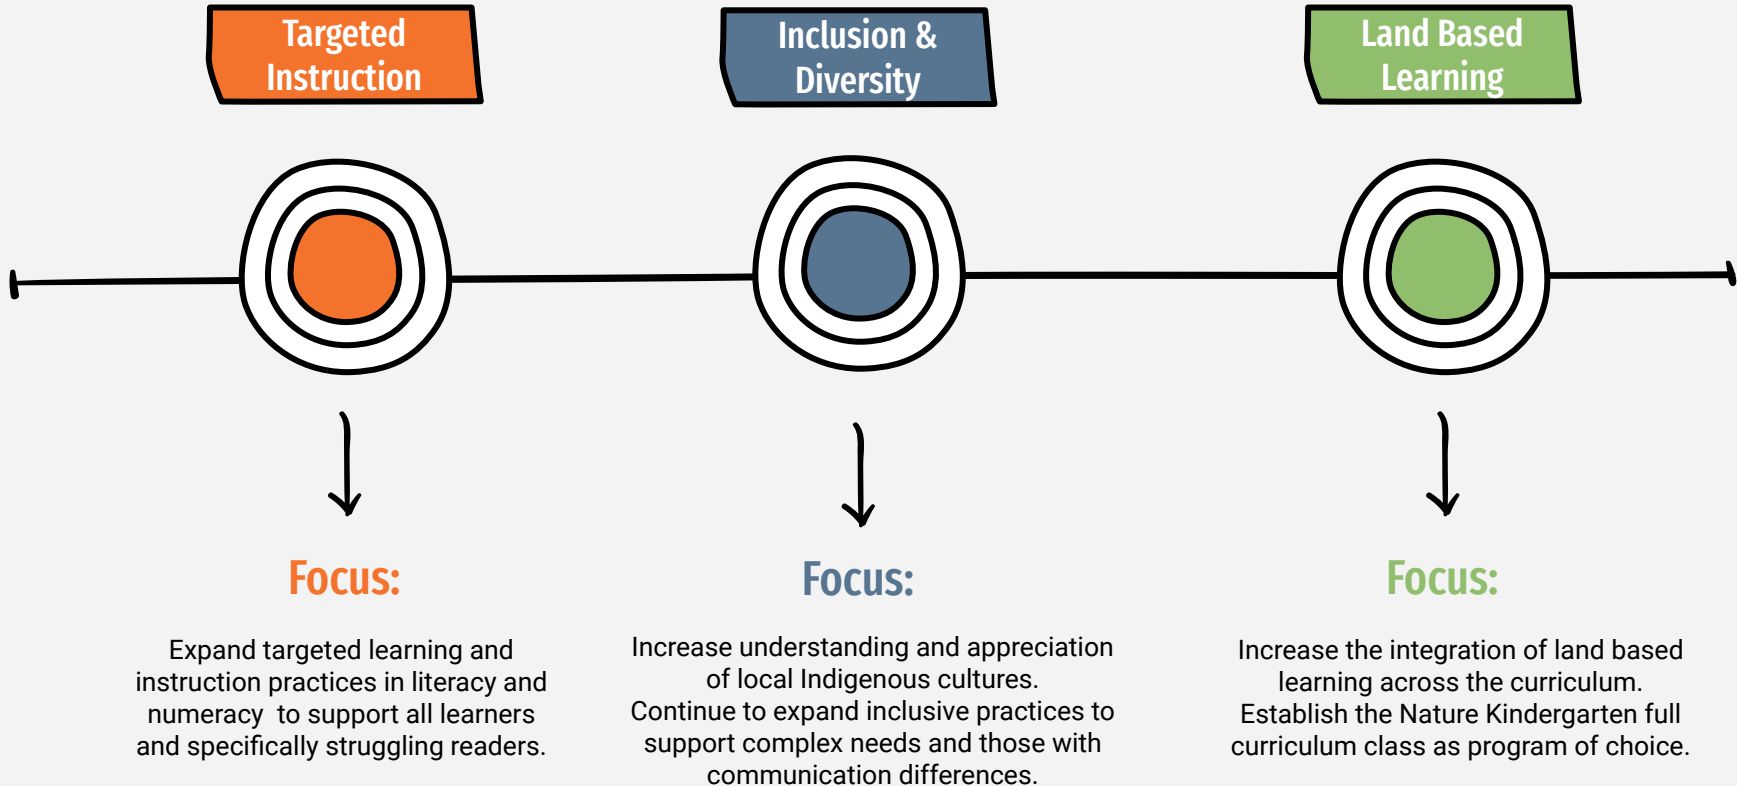 Targeted
Instruction
Inclusion &
Diversity
Land Based
Learning
Focus:
Expand targeted learning and
instruction practices in literacy and
numeracy  to support all learners
and specifically struggling readers.
Focus:
Increase understanding and appreciation
of local Indigenous cultures.
Continue to expand inclusive practices to
support complex needs and those with
communication differences.
Focus:
Increase the integration of land based
learning across the curriculum.
Establish the Nature Kindergarten full
curriculum class as program of choice.